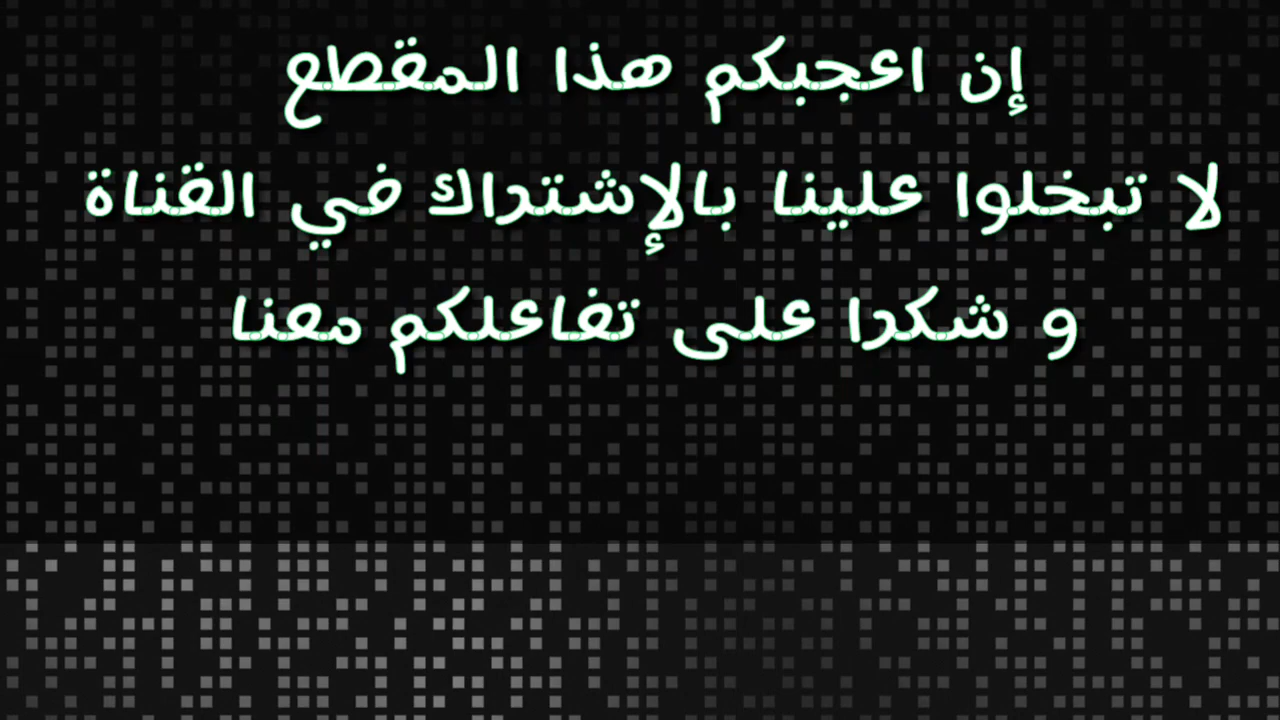 إن اعجبكم هذا المقطع
لا تبخلوا علينا بالإشتراك في القناة
و شكرا على تفاعلكم معنا